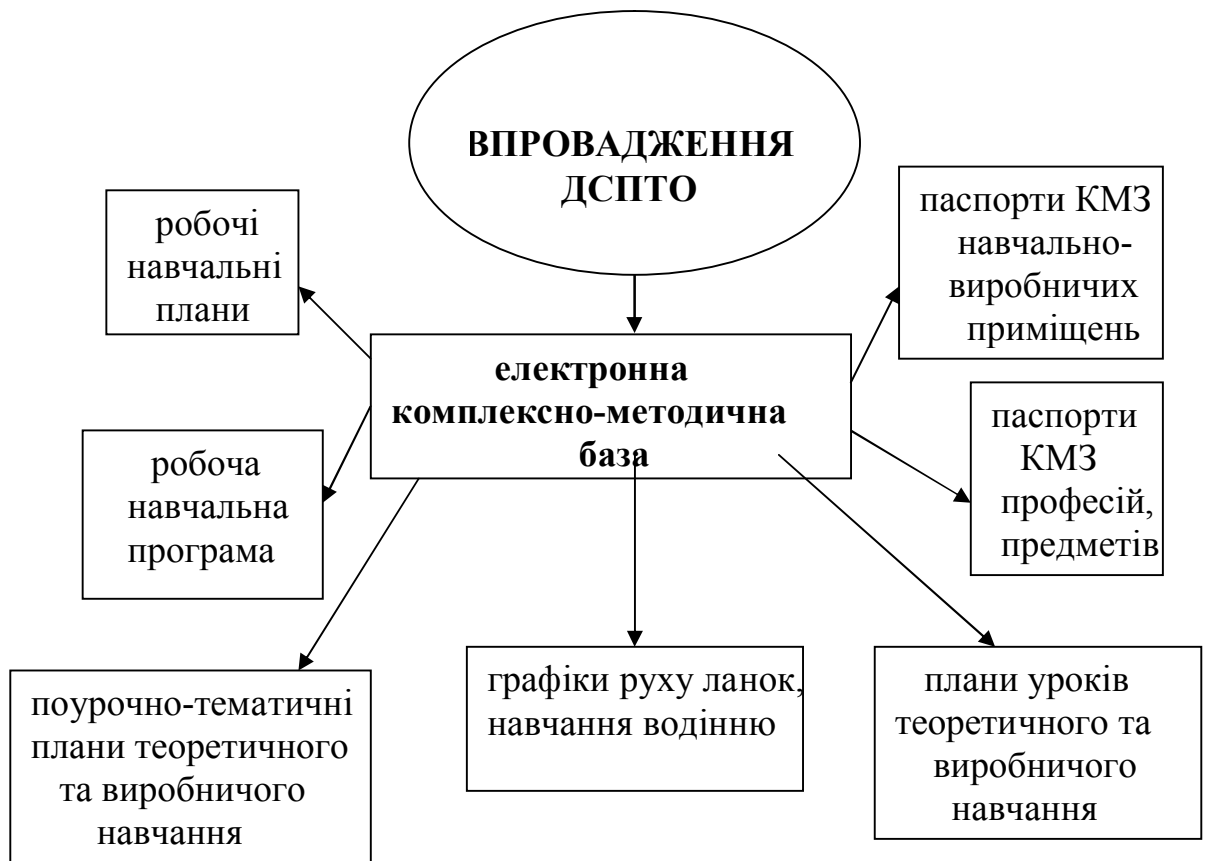 ВПРОВАДЖЕННЯ
ДСПТО
робочі
навчальні
плани
паспорти КМЗ
навчально-
виробничих
приміщень
електронна
комплексно-методична
база
робоча
навчальна
програма
паспорти
КМЗ
професій,
предметів
поурочно-тематичні
плани теоретичного
та виробничого
навчання
графіки руху ланок,
навчання водінню
плани уроків
теоретичного та
виробничого
навчання